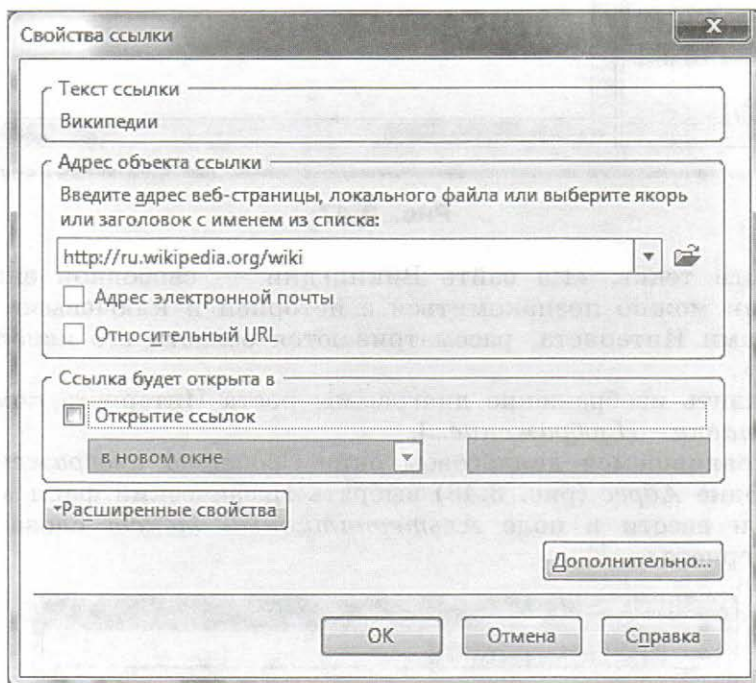 Свойства ссылки
Текст ссылки
Википедии
Адрес объекта ссылки
Введите адрес веб-страницы, локального файла или выберите якорь
или заголовок с именем из списка:
http://ru.wikipedia.org/wiki
Адрес электронной почты
Относительный URL
Ссылка будет открыта в
Открытие ссылок
в новом окне
Расширенные свойства
Дополнительно...
ОК
Отмена
Справка